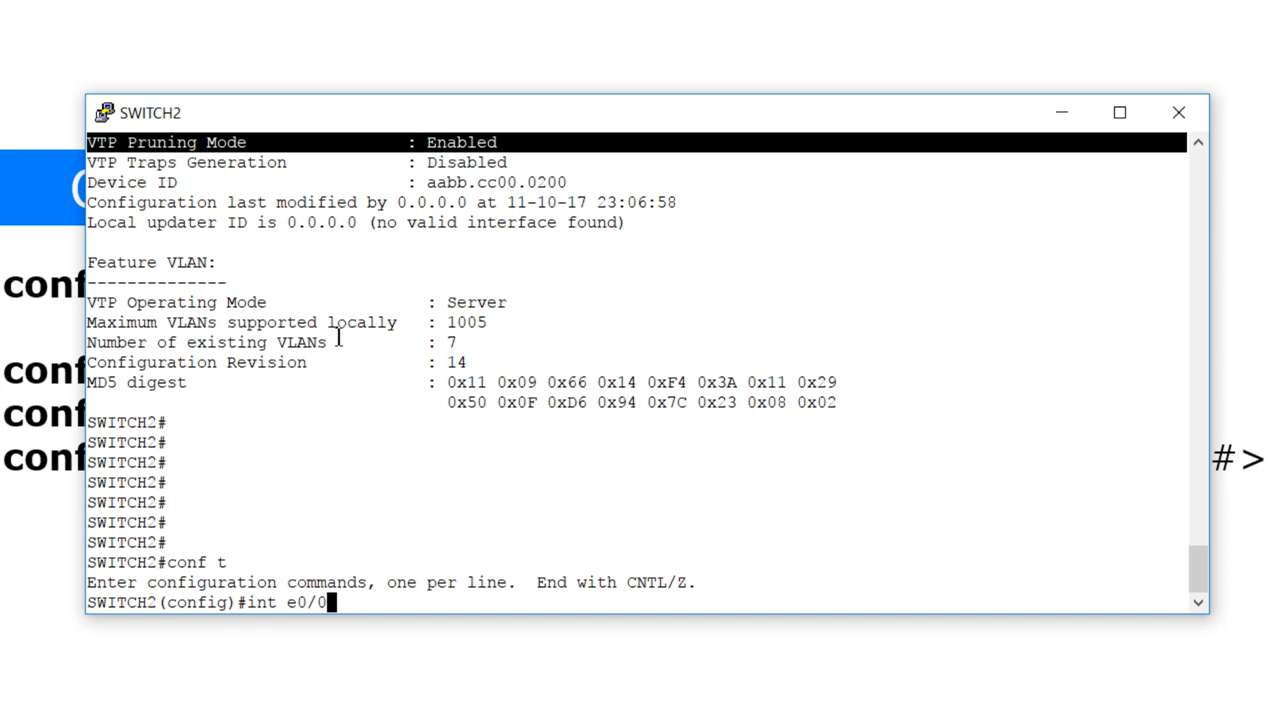 SWITCH2
VTP Pruning Mode : Enabled
VTP Traps Generation : Disabled
Device ID : aabb.cc00.0200
Configuration last modified by 0.0.0.0 at 11-10-17 23:06:58
Local updater ID is 0.0.0.0 (no valid interface found)
Feature VLAN:
--------------
VTP Operating Mode : Server
Maximum VLANs supported locally : 1005
Number of existing VLANs : 7
Configuration Revision : 14
MD5 digest : 0x11 0x09 0x66 0x14 0xF4 0x3A 0x11 0x29
0x50 0x0F 0xD6 0x94 0x7C 0x23 0x08 0x02
SWITCH2#
SWITCH2#
SWITCH2#
SWITCH2#
SWITCH2#
SWITCH2#
SWITCH2#
SWITCH2#conf t
Enter configuration commands, one per line. End with CNTL/Z.
SWITCH2(config)#int e0/0
conf
conf
conf
conf
#>